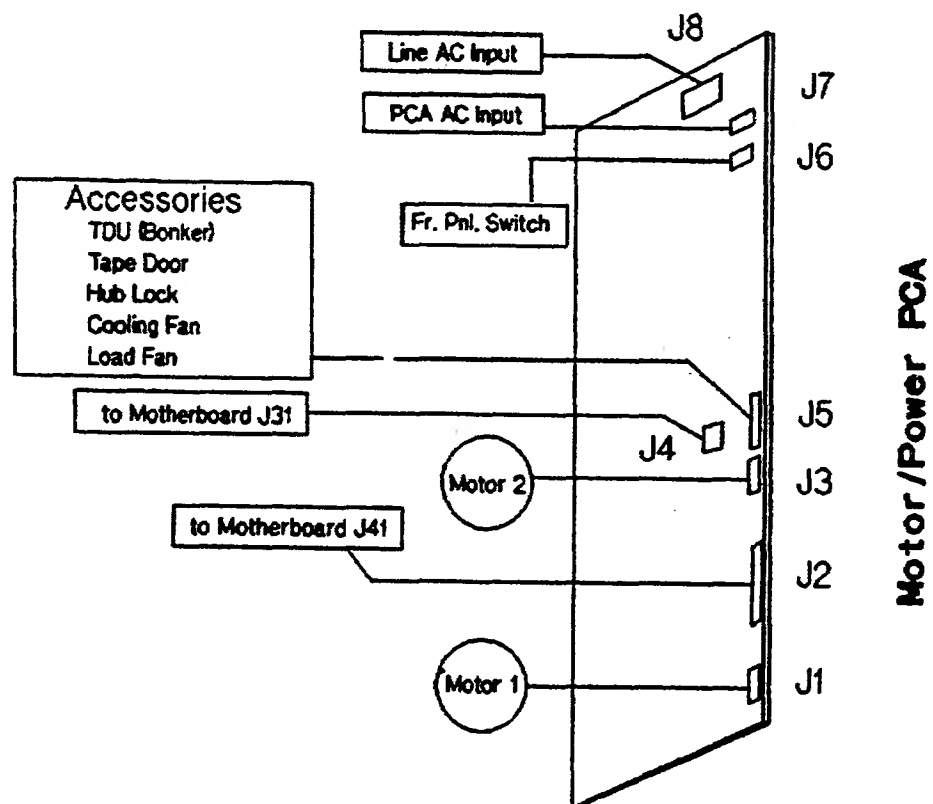 J8
Line AC Input
J7
PCA AC Input
J6
Accessories
TDU (Bonker)
Tape Door
Hub Lock
Cooling Fan
Load Fan
Fr. Pnl. Switch
to Motherboard J31
J5
J4
Motor 2
J3
to Motherboard J41
J2
Motor 1
J1
Motor/Power PCA